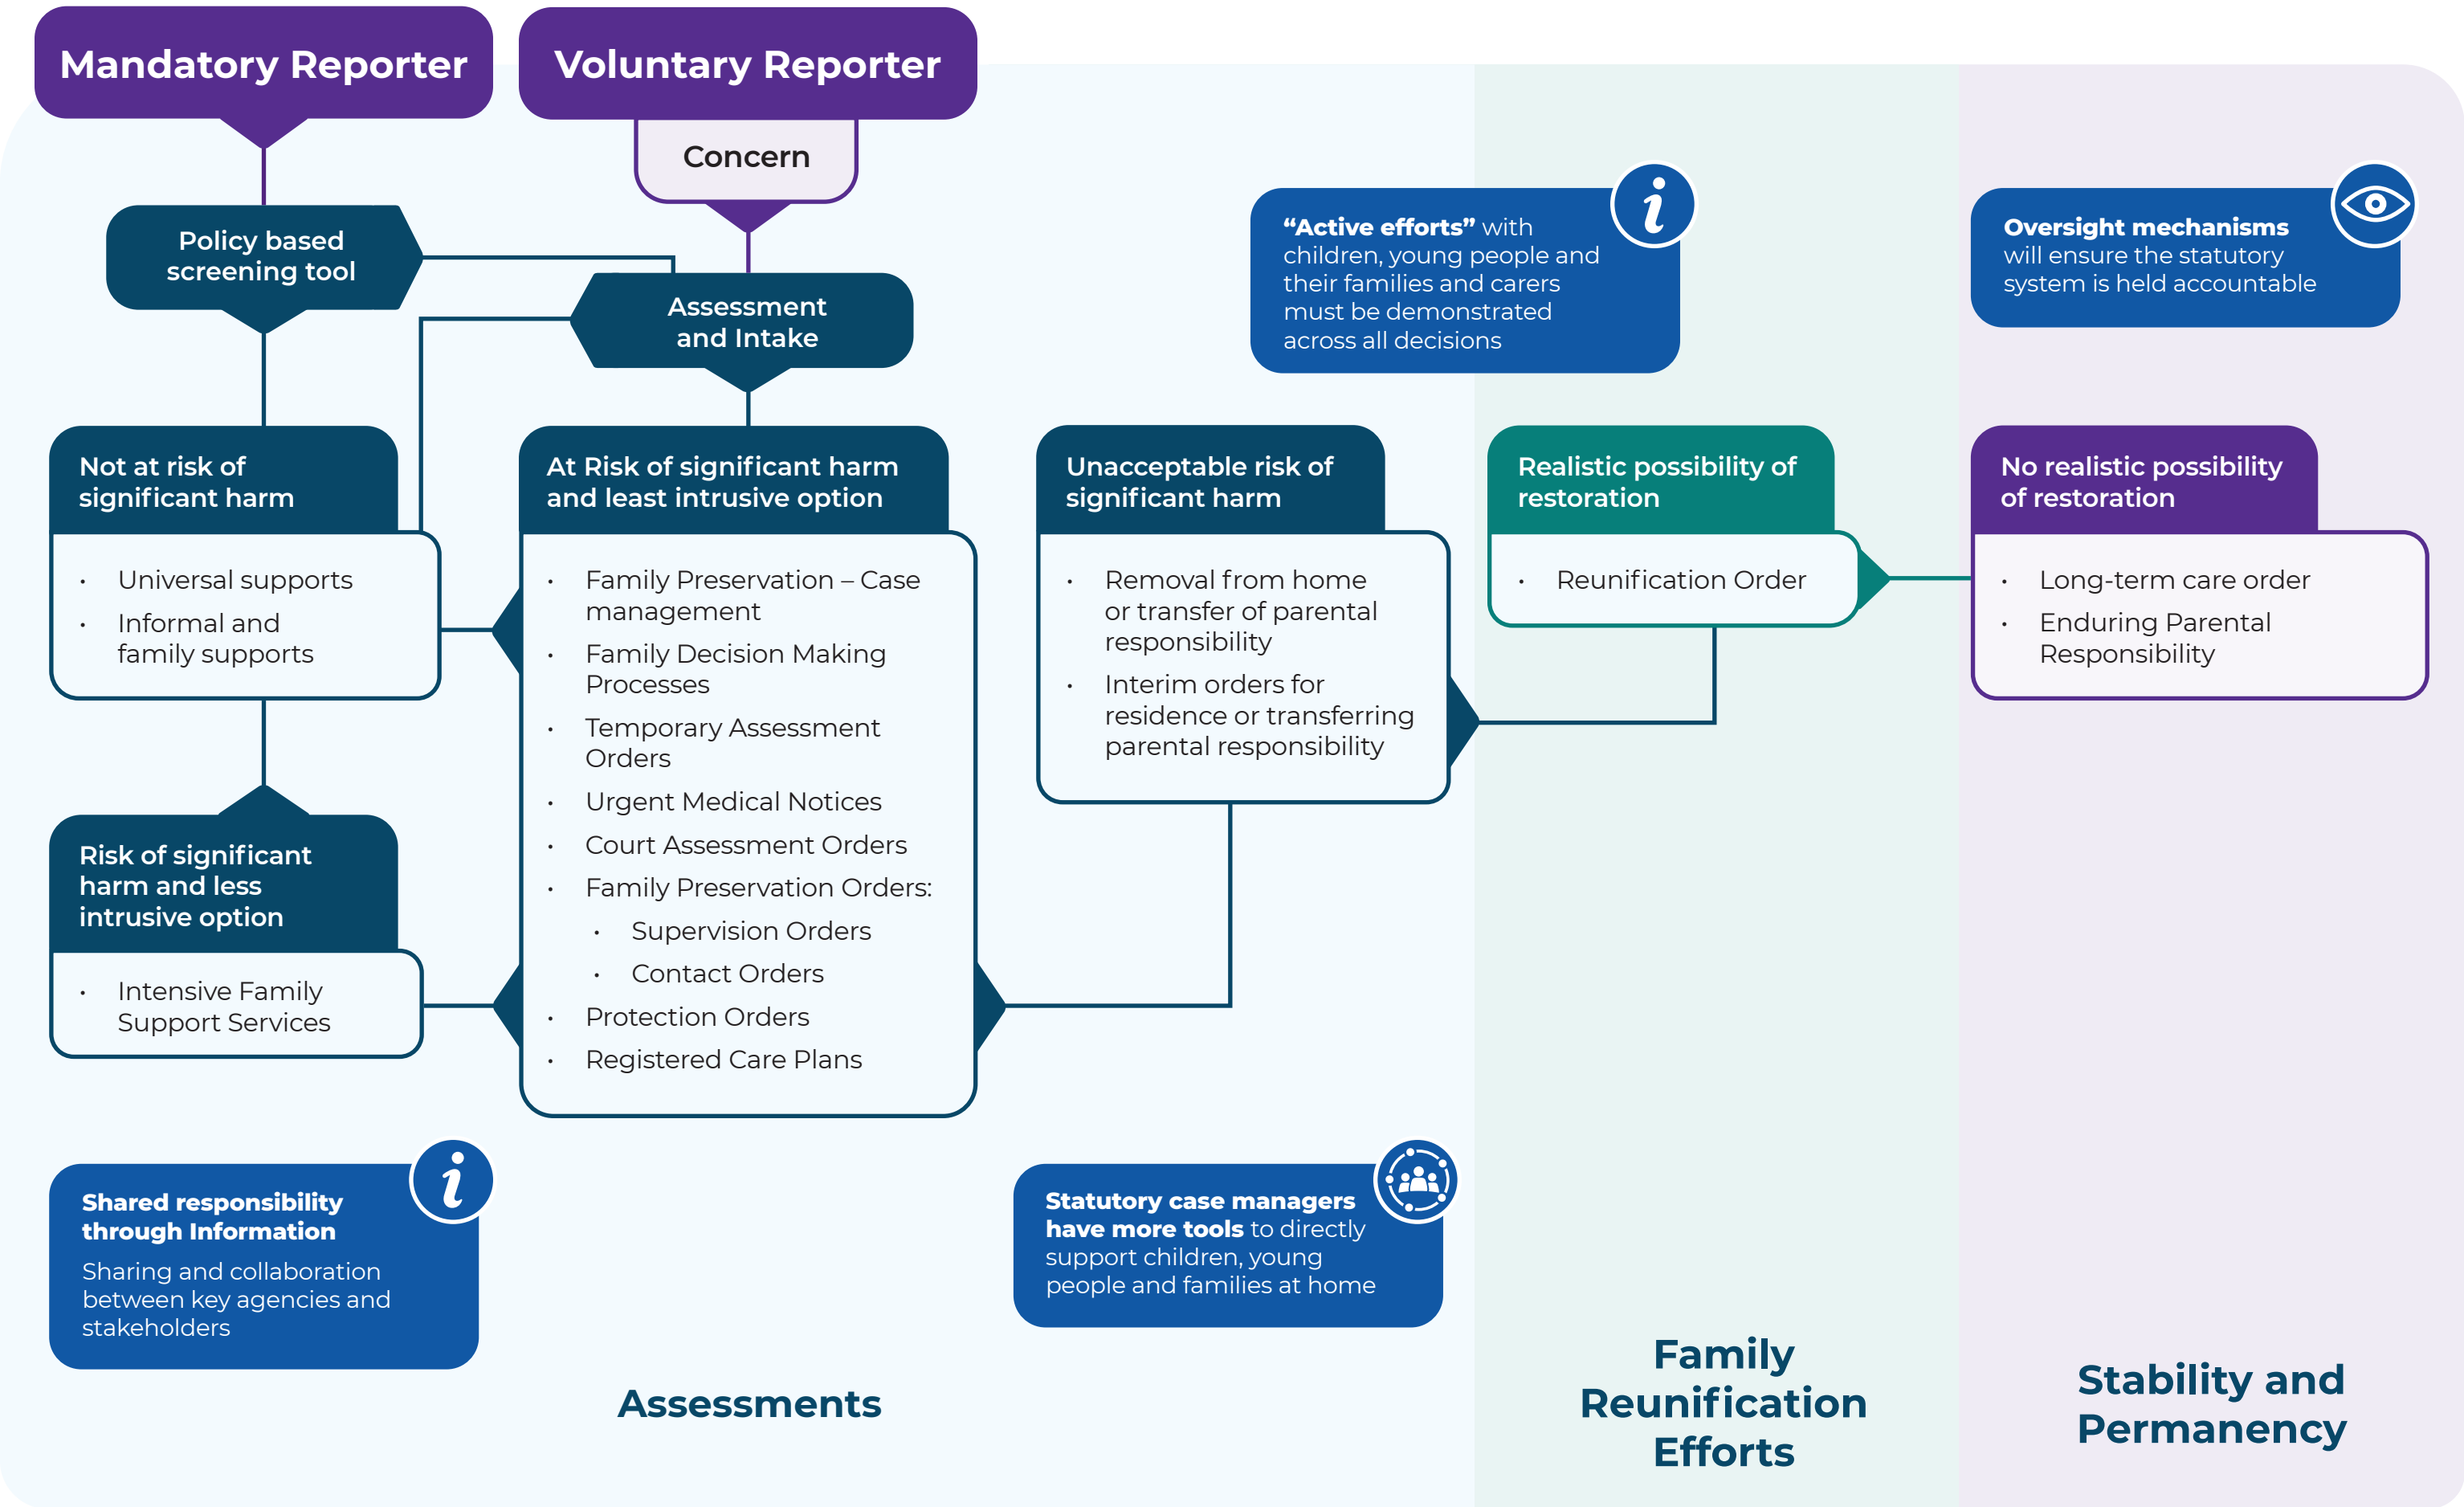 Mandatory Reporter
Voluntary Reporter
Concern
Policy based
screening tool
Assessment
and Intake
“Active efforts” with
children, young people and
their families and carers
must be demonstrated
across all decisions
Oversight mechanisms
will ensure the statutory
system is held accountable
Not at risk of
significant harm
• Universal supports
• Informal and
family supports
Risk of significant
harm and less
intrusive option
• Intensive Family
Support Services
At Risk of significant harm
and least intrusive option
• Family Preservation – Case
management
• Family Decision Making
Processes
• Temporary Assessment
Orders
• Urgent Medical Notices
• Court Assessment Orders
• Family Preservation Orders:
• Supervision Orders
• Contact Orders
• Protection Orders
• Registered Care Plans
Unacceptable risk of
significant harm
• Removal from home
or transfer of parental
responsibility
• Interim orders for
residence or transferring
parental responsibility
Realistic possibility of
restoration
• Reunification Order
No realistic possibility
of restoration
• Long-term care order
• Enduring Parental
Responsibility
Shared responsibility
through Information
Sharing and collaboration
between key agencies and
stakeholders
Statutory case managers
have more tools to directly
support children, young
people and families at home
Assessments
Family
Reunification
Efforts
Stability and
Permanency